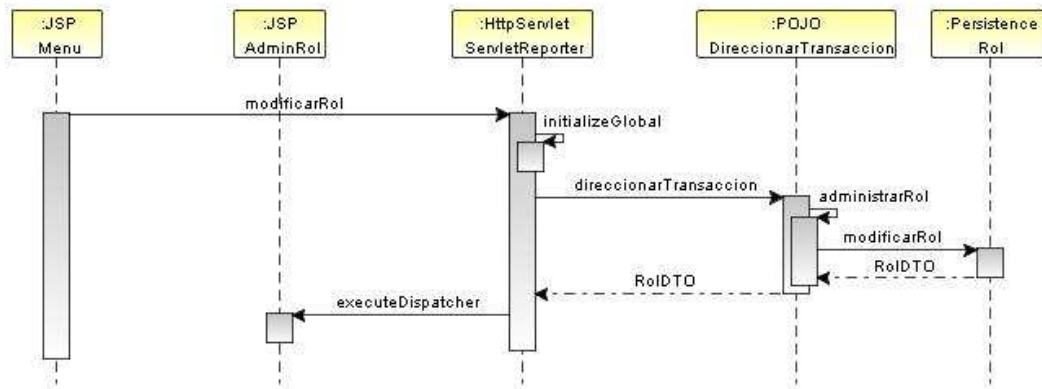 :JSP
Menu
:JSP
AdminRol
:HttpServlet
ServletReporter
:POJO
DireccionarTransaccion
:Persistence
Rol
modificarRol
initializeGlobal
direccionarTransaccion
administrarRol
modificarRol
RolDTO
RolDTO
executeDispatcher